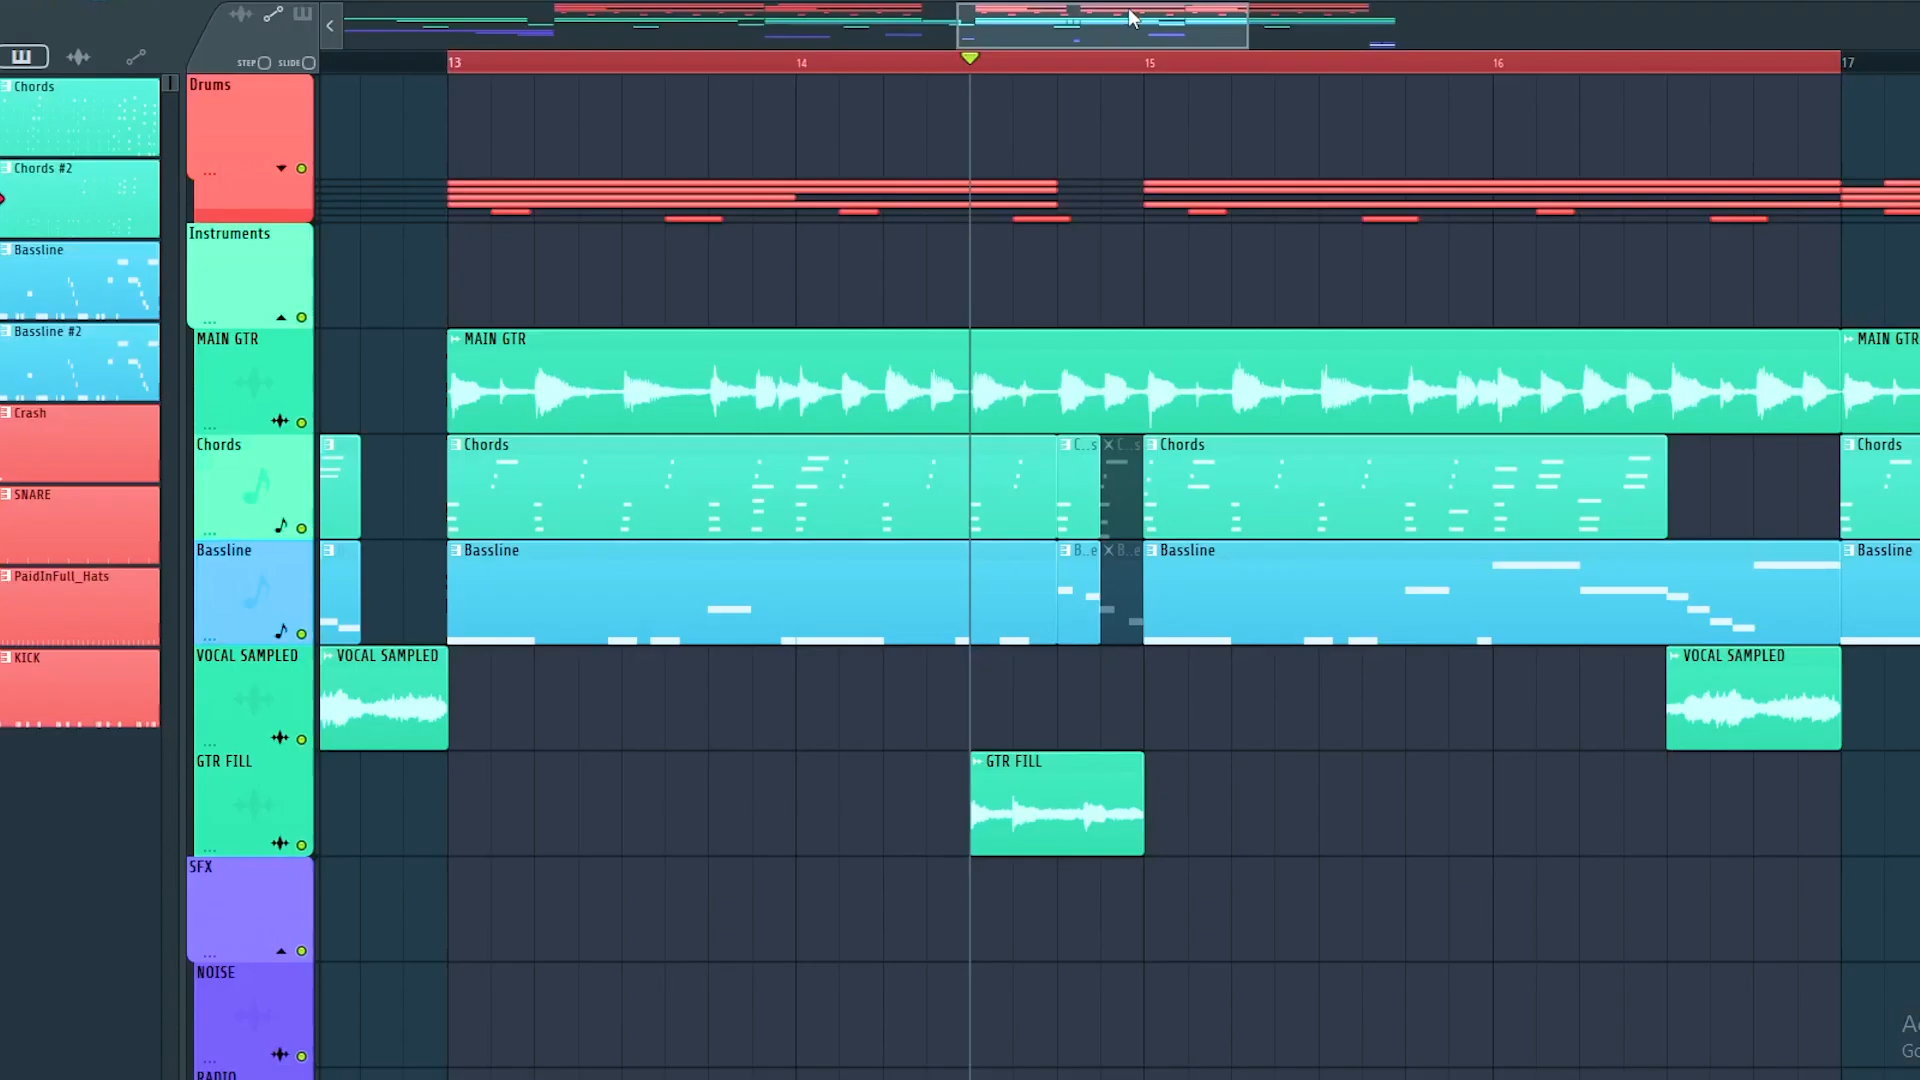 STEP SLIDE
13 14 15 16 17
Chords
Chords #2
Bassline
Bassline #2
Crash
SNARE
PaidInFull_Hats
KICK
Drums
Instruments
MAIN GTR
MAIN GTR
MAIN GTR
Chords
Chords
C..s
C..s
Chords
Chords
Bassline
Bassline
B..e
B..e
Bassline
Bassline
VOCAL SAMPLED
VOCAL SAMPLED
VOCAL SAMPLED
GTR FILL
GTR FILL
SFX
NOISE
RADIO